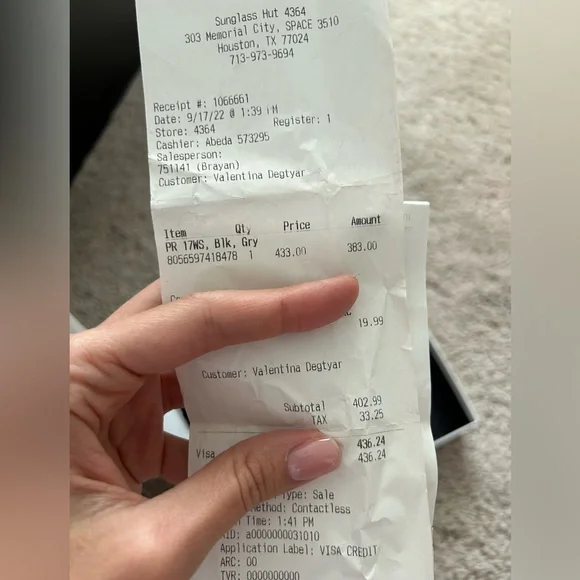 Sunglass Hut 4364
303 Memorial City, SPACE 3510
Houston, TX 77024
713-973-9694
Receipt #: 1066661
Date: 9/17/22 @ 1:39 PM
Store: 4364 Register: 1
Cashier: Abeda 573295
Salesperson:
751141 (Brayan)
Customer: Valentina Degtyar
Item Qty Price Amount
PR 17WS, Blk, Gry
8056597418478 1 433.00 383.00
19.99
Customer: Valentina Degtyar
Subtotal 402.99
TAX 33.25
436.24
Visa 436.24
Type: Sale
Method: Contactless
Time: 1:41 PM
AID: a0000000031010
Application Label: VISA CREDIT
ARC: 00
TVR: 0000000000